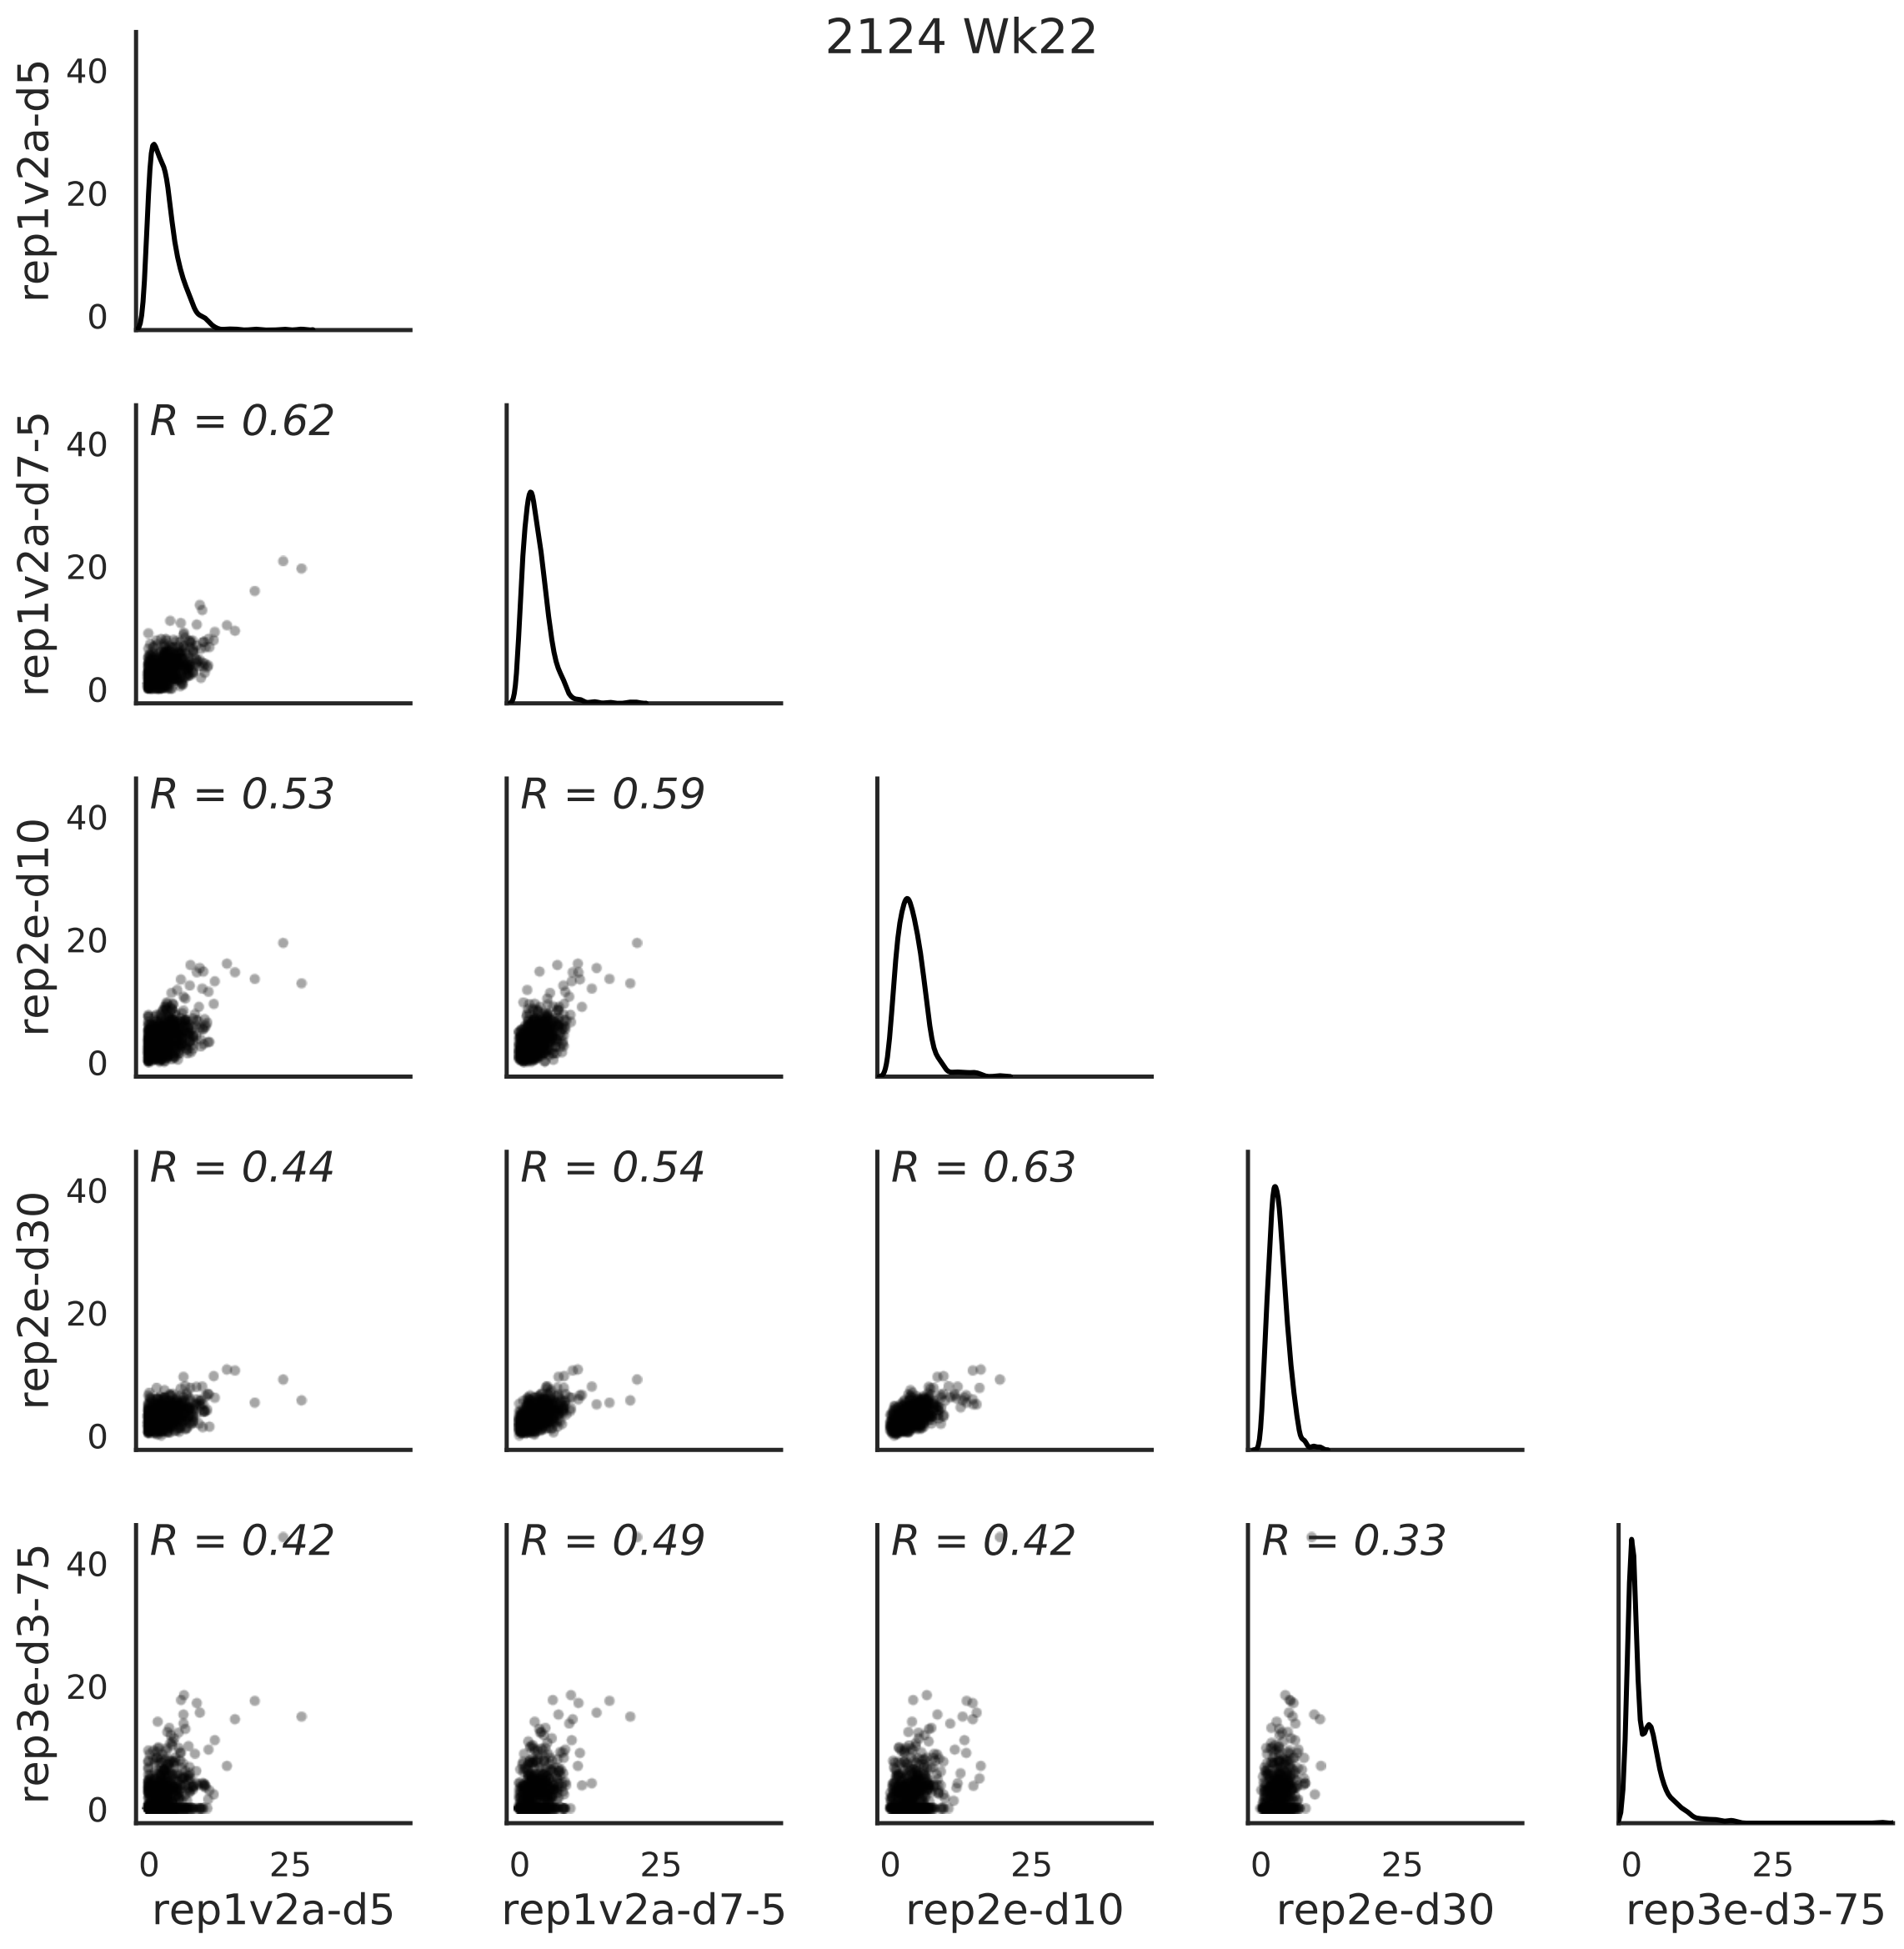 2124 Wk22
rep1v2a-d5
40
20
0
rep1v2a-d7-5
40
20
0
R = 0.62
rep2e-d10
40
20
0
R = 0.53
R = 0.59
rep2e-d30
40
20
0
R = 0.44
R = 0.54
R = 0.63
rep3e-d3-75
40
20
0
R = 0.42
R = 0.49
R = 0.42
R = 0.33
0 25
0 25
0 25
0 25
0 25
rep1v2a-d5
rep1v2a-d7-5
rep2e-d10
rep2e-d30
rep3e-d3-75